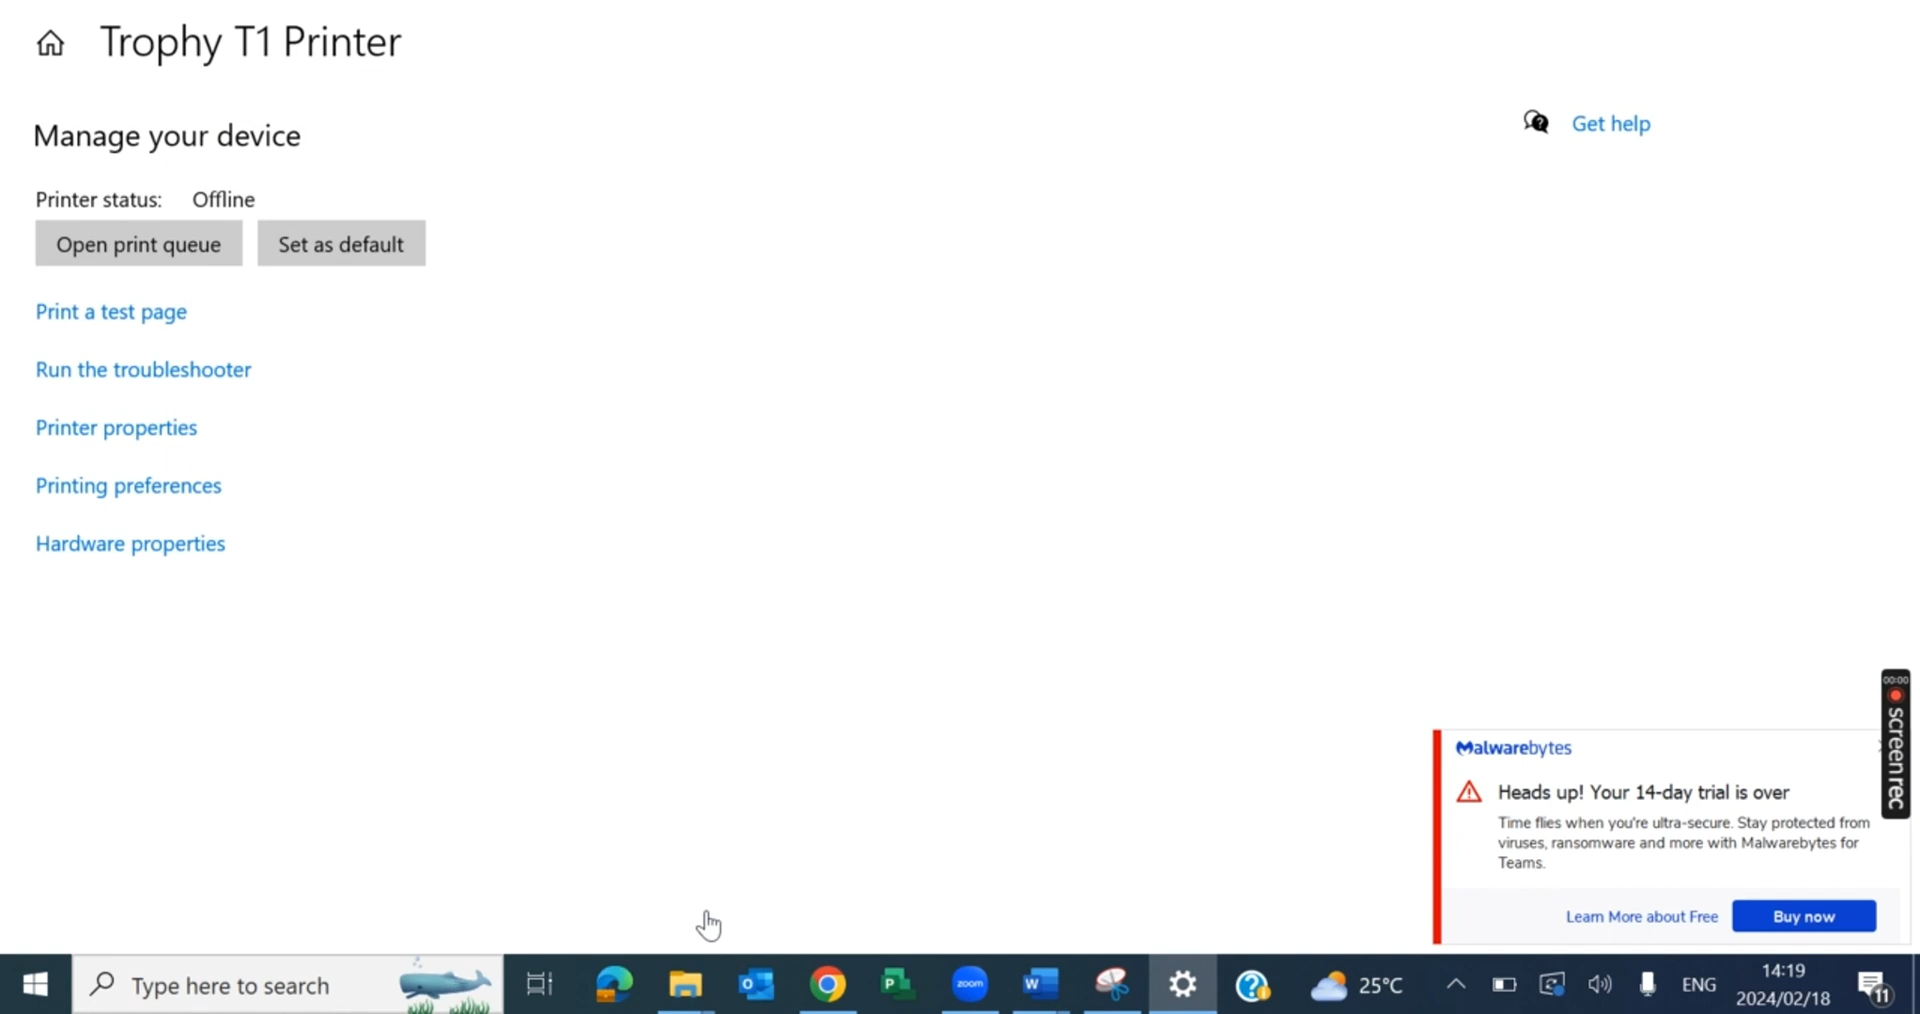 Trophy T1 Printer
Manage your device
Get help
Printer status: Offline
Open print queue
Set as default
Print a test page
Run the troubleshooter
Printer properties
Printing preferences
Hardware properties
00:00
screenrec
Malwarebytes
Heads up! Your 14-day trial is over
Time flies when you're ultra-secure. Stay protected from
viruses, ransomware and more with Malwarebytes for
Teams.
Learn More about Free
Buy now
Type here to search
O
P
zoom
W
25°C
ENG
14:19
2024/02/18
11